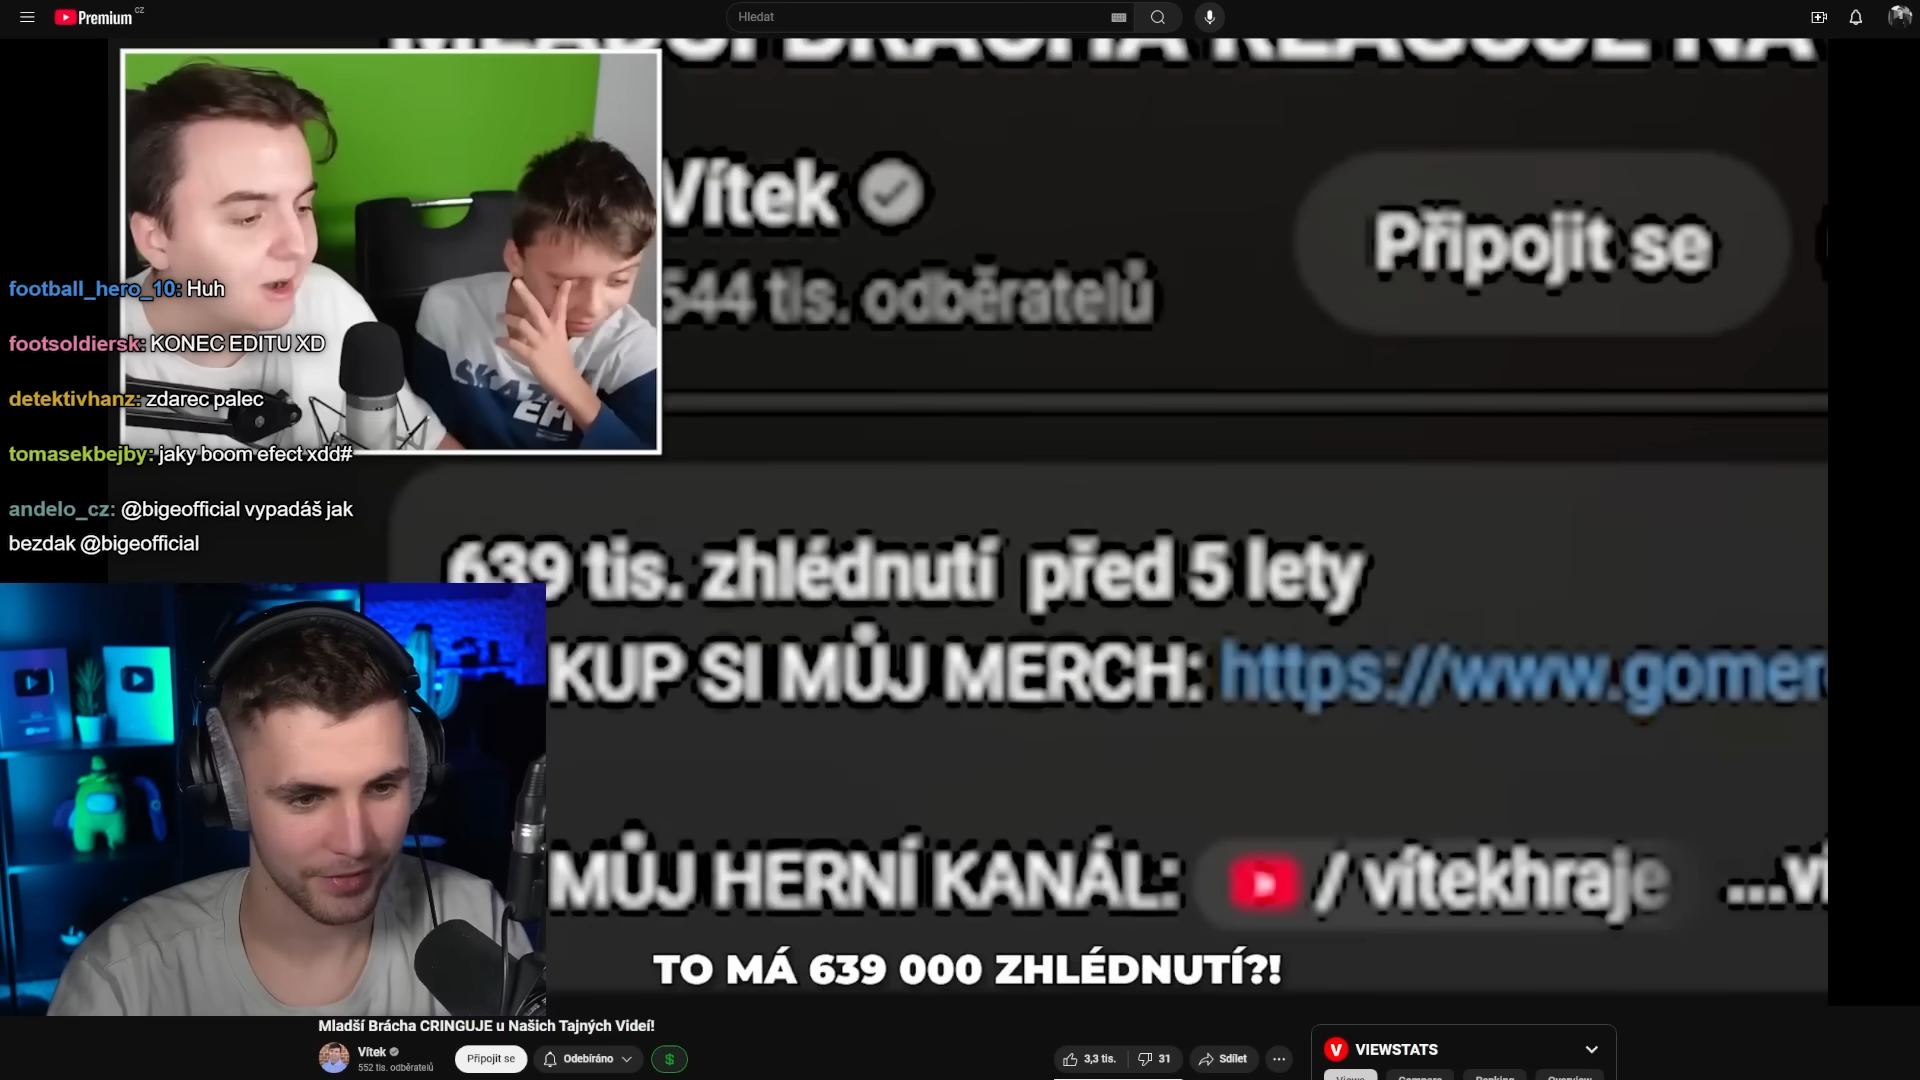 Premium CZ
Hledat
Vítek
544 tis. odběratelů
Připojit se
football_hero_10: Huh
footsoldiersk: KONEC EDITU XD
detektivhanz: zdarec palec
tomasekbejby: jaky boom efect xdd#
andelo_cz: @bigeofficial vypadáš jak
bezdak @bigeofficial
639 tis. zhlédnutí před 5 lety
KUP SI MŮJ MERCH: https://www.gomer
MŮJ HERNÍ KANÁL: / vítekhraje ...ví
TO MÁ 639 000 ZHLÉDNUTÍ?!
Mladší Brácha CRINGUJE u Našich Tajných Videí!
Vítek
552 tis. odběratelů
Připojit se
Odebíráno
$
3,3 tis.
31
Sdílet
VIEWSTATS